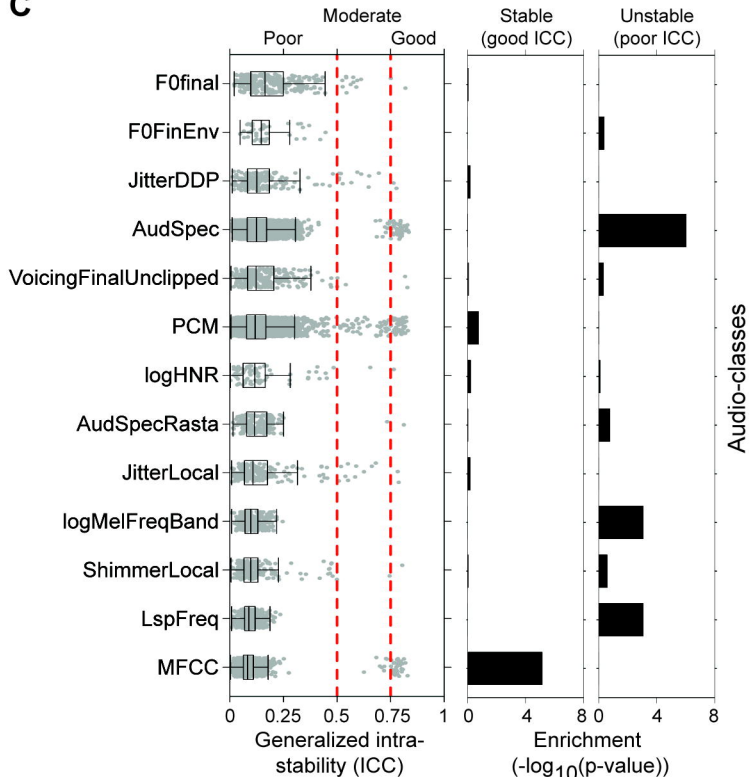 C
Moderate
Poor Good
Stable
(good ICC)
Unstable
(poor ICC)
F0final
F0FinEnv
JitterDDP
AudSpec
VoicingFinalUnclipped
PCM
logHNR
AudSpecRasta
JitterLocal
logMelFreqBand
ShimmerLocal
LspFreq
MFCC
Audio-classes
0 0.25 0.5 0.75 1
0 4 8
0 4 8
Generalized intra-
stability (ICC)
Enrichment
(-log10(p-value))